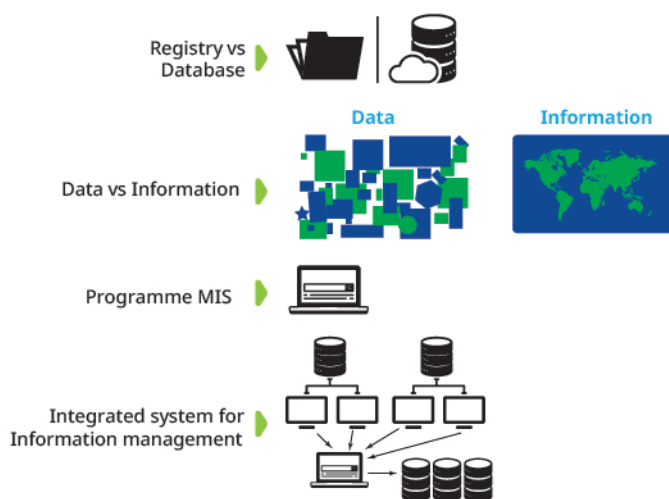 Registry vs
Database
Data
Information
Data vs Information
Programme MIS
Integrated system for
Information management